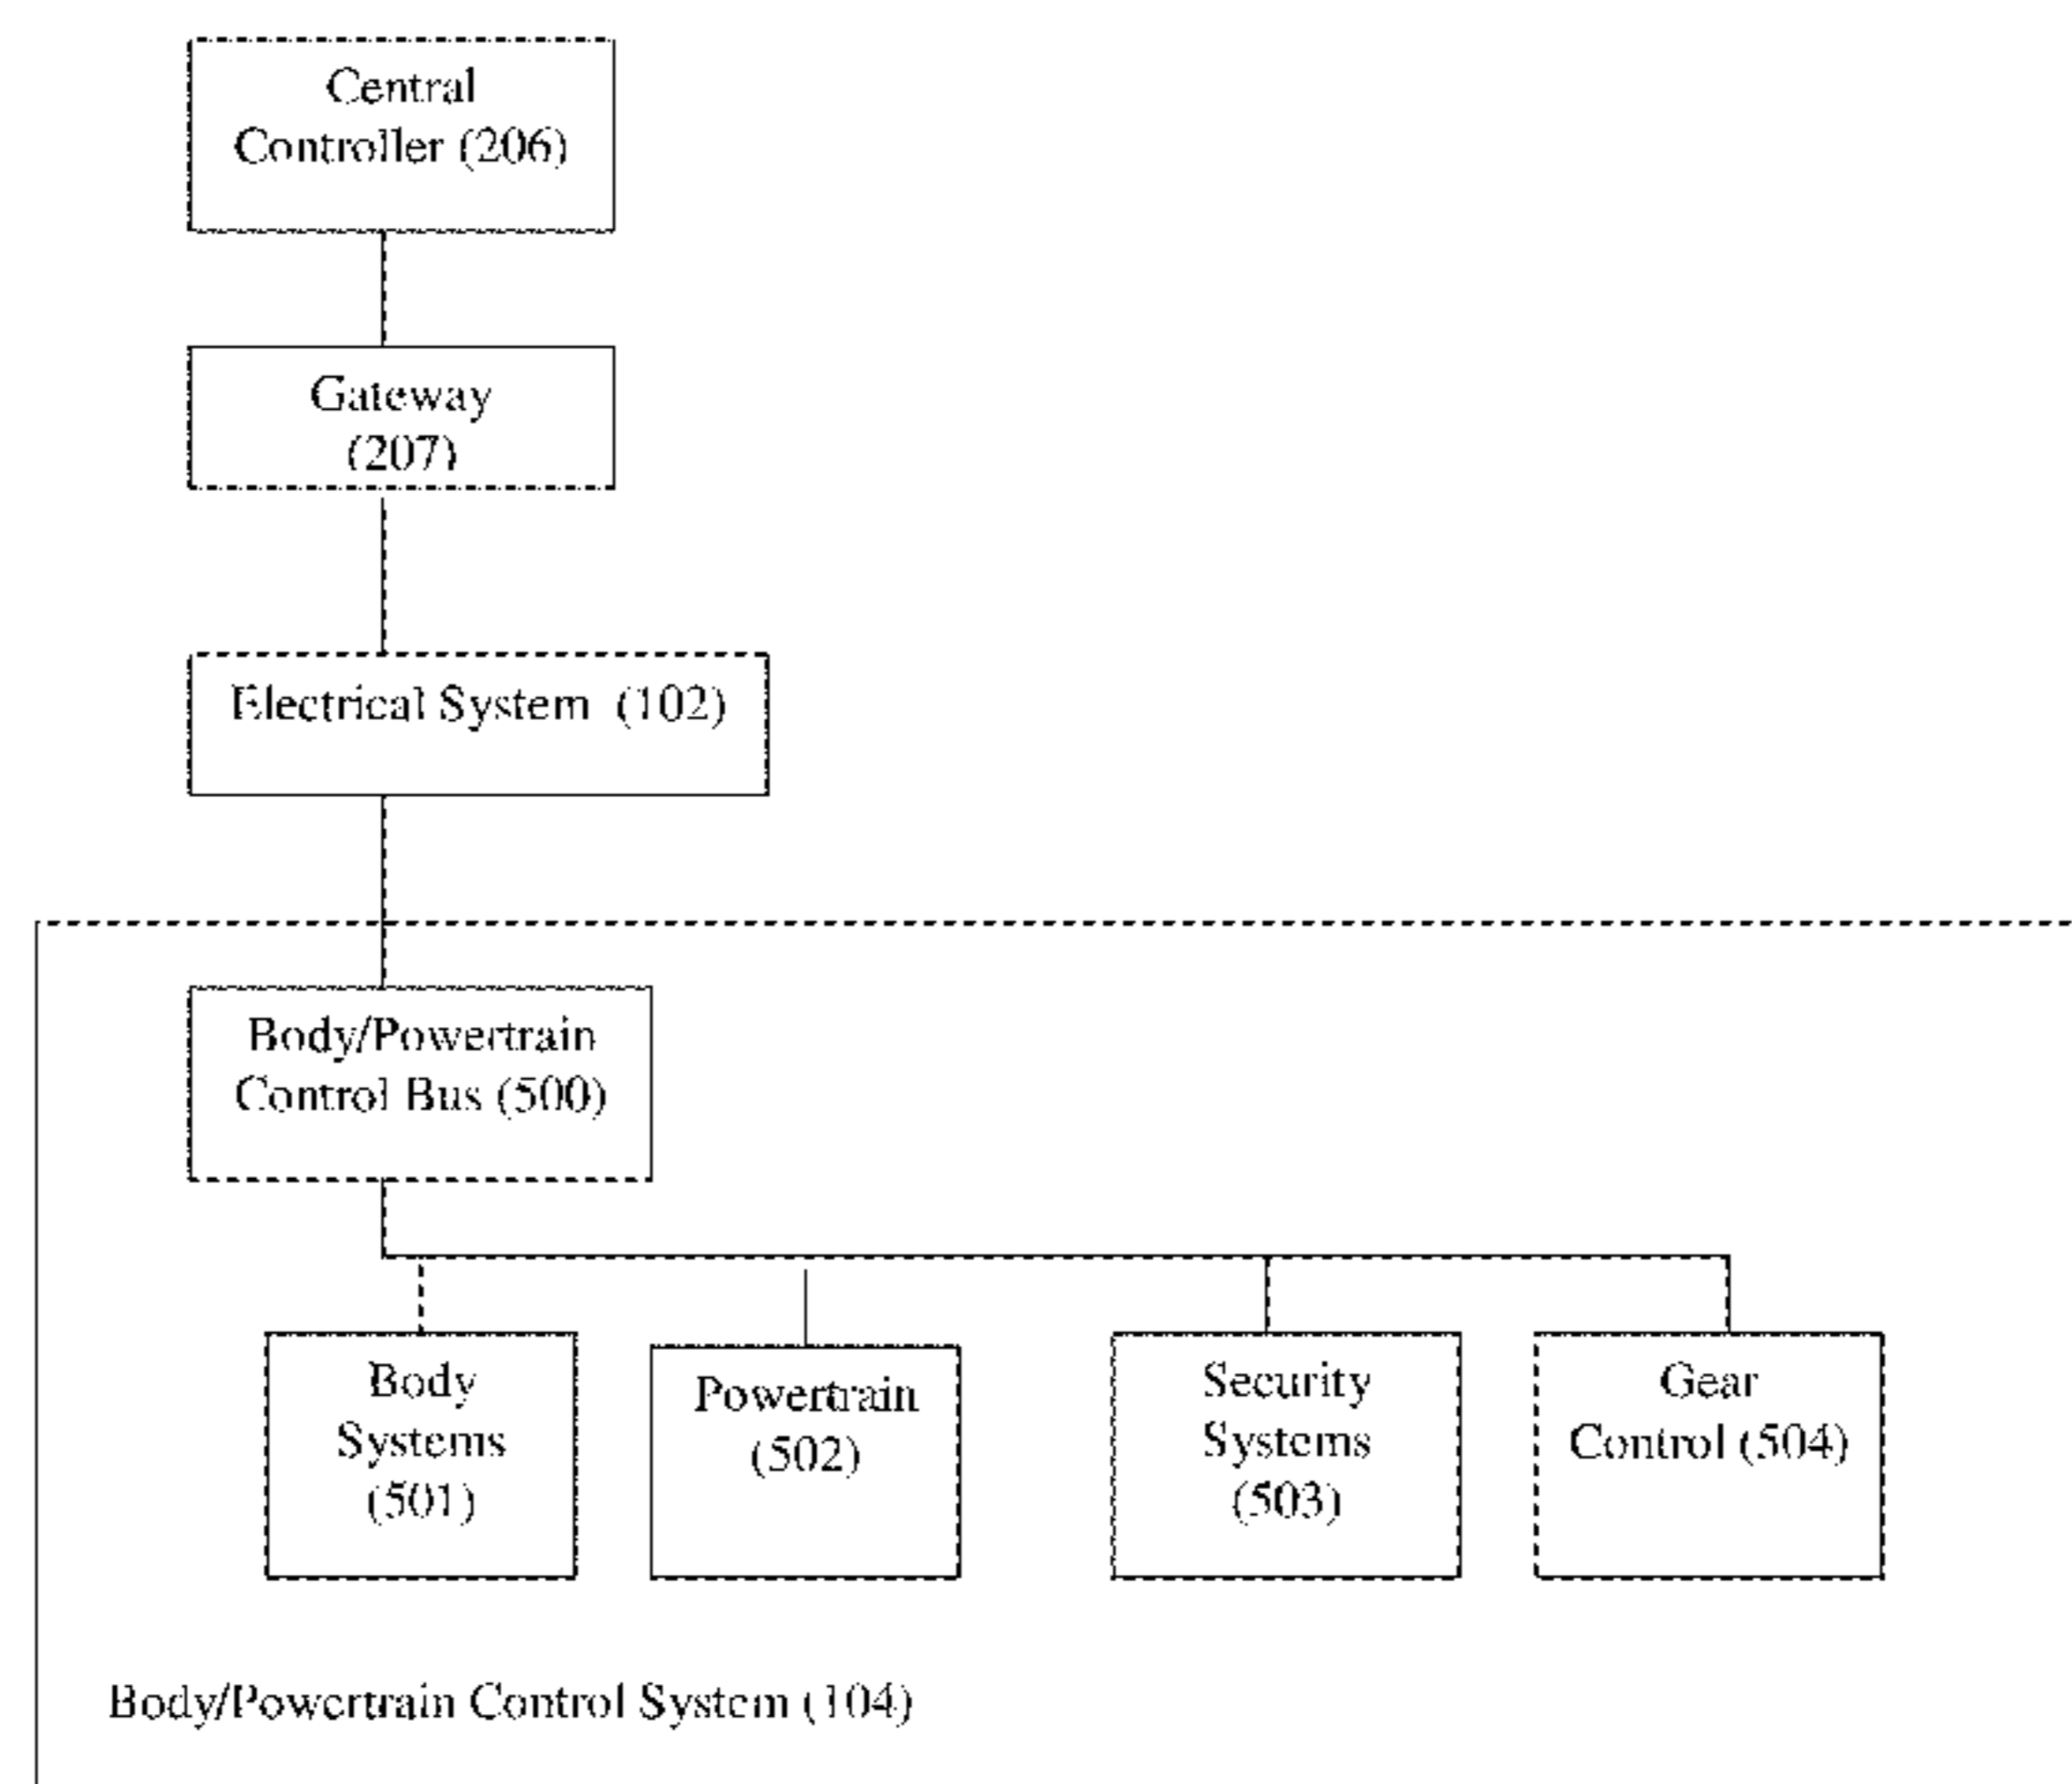 Central
Controller (206)
Gateway
(207)
Electrical System (102)
Body/Powertrain
Control Bus (500)
Body
Systems
(501)
Powertrain
(502)
Security
Systems
(503)
Gear
Control (504)
Body/Powertrain Control System (104)